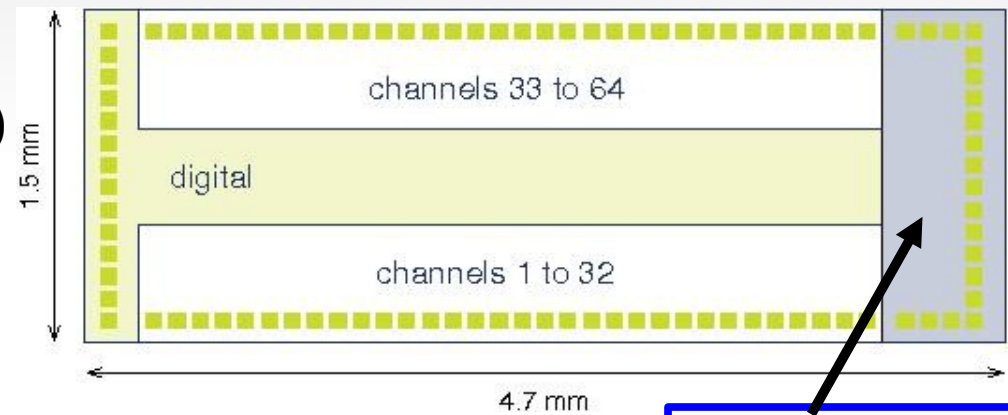 )
channels 33 to 64
1.5 mm
digital
channels 1 to 32
4.7 mm